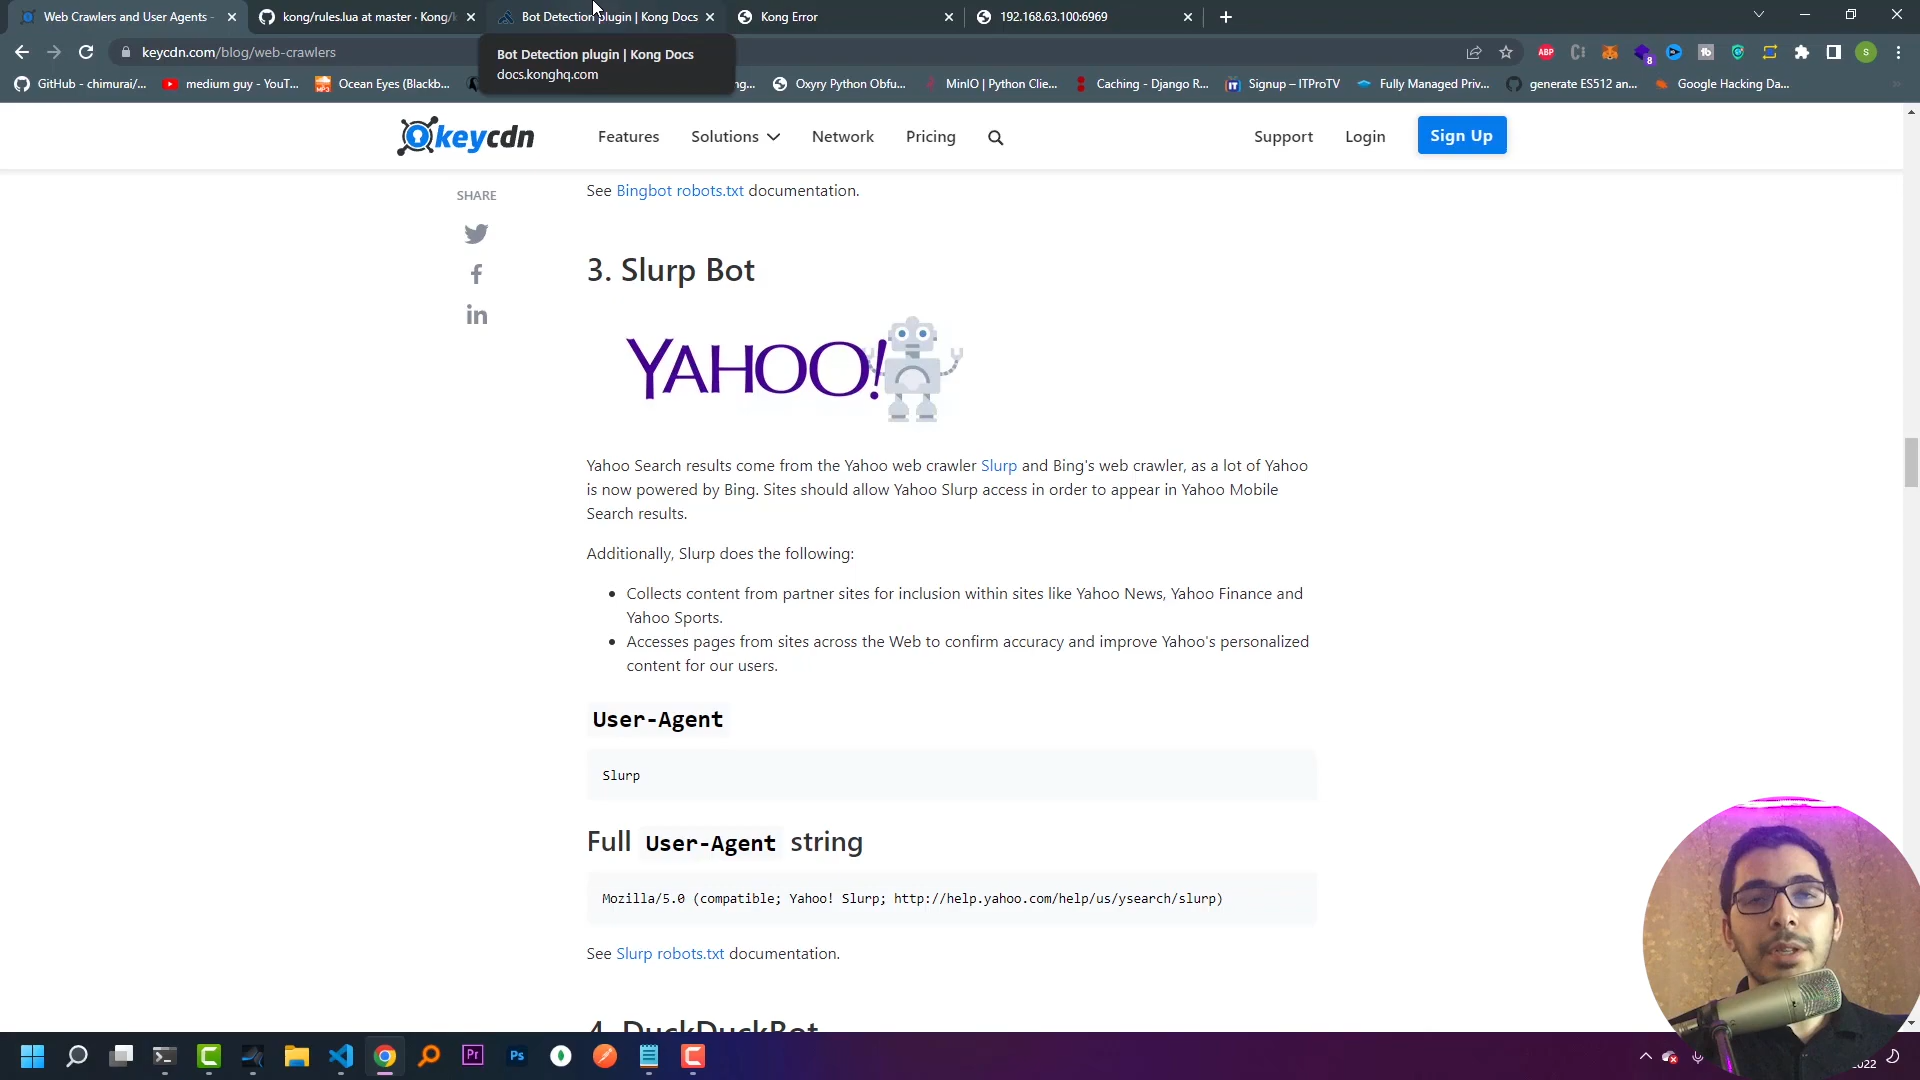 Web Crawlers and User Agents -
kong/rules.lua at master · Kong/k
Bot Detection plugin | Kong Docs
Kong Error
192.168.63.100:6969
keycdn.com/blog/web-crawlers
Bot Detection plugin | Kong Docs
docs.konghq.com
ABP
8
S
GitHub - chimurai/...
medium guy - YouT...
Ocean Eyes (Blackb...
ng...
Oxyry Python Obfu...
MinIO | Python Clie...
Caching - Django R...
Signup – ITProTV
Fully Managed Priv...
generate ES512 an...
Google Hacking Da...
keycdn
Features
Solutions
Network
Pricing
Support
Login
Sign Up
SHARE
See Bingbot robots.txt documentation.
3. Slurp Bot
YAHOO!
Yahoo Search results come from the Yahoo web crawler Slurp and Bing's web crawler, as a lot of Yahoo
is now powered by Bing. Sites should allow Yahoo Slurp access in order to appear in Yahoo Mobile
Search results.
Additionally, Slurp does the following:
• Collects content from partner sites for inclusion within sites like Yahoo News, Yahoo Finance and
Yahoo Sports.
• Accesses pages from sites across the Web to confirm accuracy and improve Yahoo's personalized
content for our users.
User-Agent
Slurp
Full User-Agent string
Mozilla/5.0 (compatible; Yahoo! Slurp; http://help.yahoo.com/help/us/ysearch/slurp)
See Slurp robots.txt documentation.
4. DuckDuckBot
Pr
Ps
2022